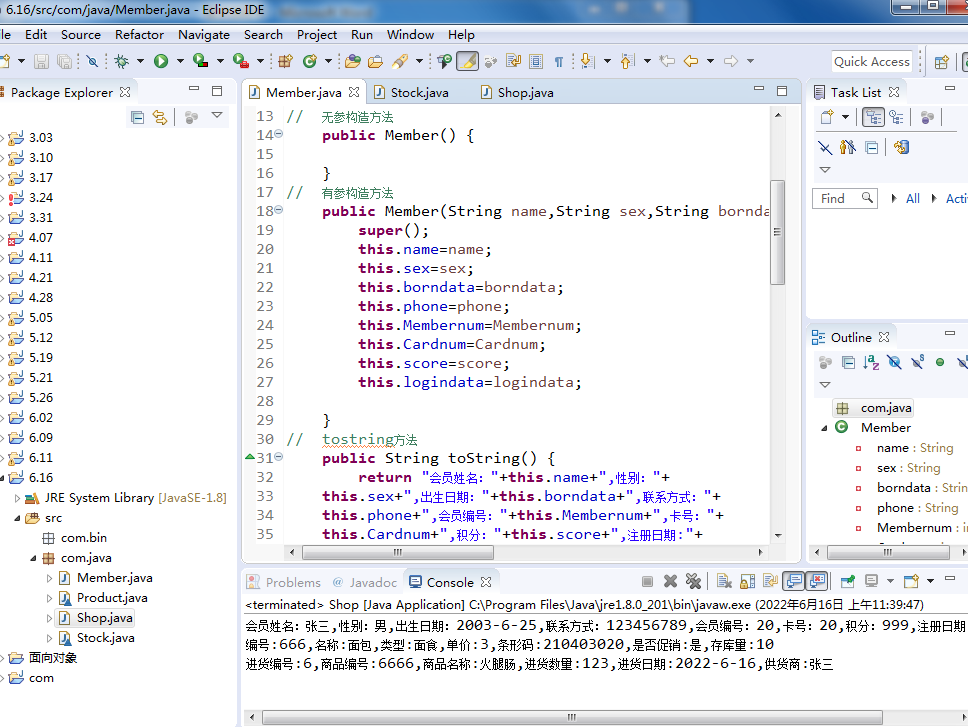 6.16/src/com/java/Member.java - Eclipse IDE
Edit Source Refactor Navigate Search Project Run Window Help
Quick Access
Package Explorer
3.03
3.10
3.17
3.24
3.31
4.07
4.11
4.21
4.28
5.05
5.12
5.19
5.21
5.26
6.02
6.09
6.11
6.16
JRE System Library [JavaSE-1.8]
src
com.bin
com.java
Member.java
Product.java
Shop.java
Stock.java
面向对象
com
Member.java Stock.java Shop.java
13 // 无参构造方法
14 public Member() {
15
16 }
17 // 有参构造方法
18 public Member(String name,String sex,String bornda
19 super();
20 this.name=name;
21 this.sex=sex;
22 this.borndata=borndata;
23 this.phone=phone;
24 this.Membernum=Membernum;
25 this.Cardnum=Cardnum;
26 this.score=score;
27 this.logindata=logindata;
28
29 }
30 // tostring方法
31 public String toString() {
32 return "会员姓名："+this.name+",性别："+
33 this.sex+",出生日期："+this.borndata+",联系方式："+
34 this.phone+",会员编号："+this.Membernum+",卡号："+
35 this.Cardnum+",积分："+this.score+",注册日期:"+
Task List
Find All Acti
Outline
com.java
Member
name : String
sex : String
borndata : Strin
phone : String
Membernum : in
Problems Javadoc Console
<terminated> Shop [Java Application] C:\Program Files\Java\jre1.8.0_201\bin\javaw.exe (2022年6月16日 上午11:39:47)
会员姓名：张三,性别：男,出生日期：2003-6-25,联系方式：123456789,会员编号：20,卡号：20,积分：999,注册日期
编号:666,名称:面包,类型:面食,单价:3,条形码:210403020,是否促销:是,存库量:10
进货编号:6,商品编号:6666,商品名称:火腿肠,进货数量:123,进货日期:2022-6-16,供货商:张三